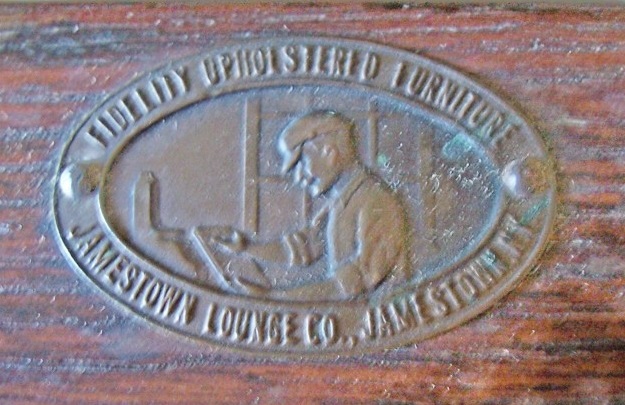 FIDELITY UPHOLSTERED FURNITURE
JAMESTOWN LOUNGE CO., JAMESTOWN N.Y.